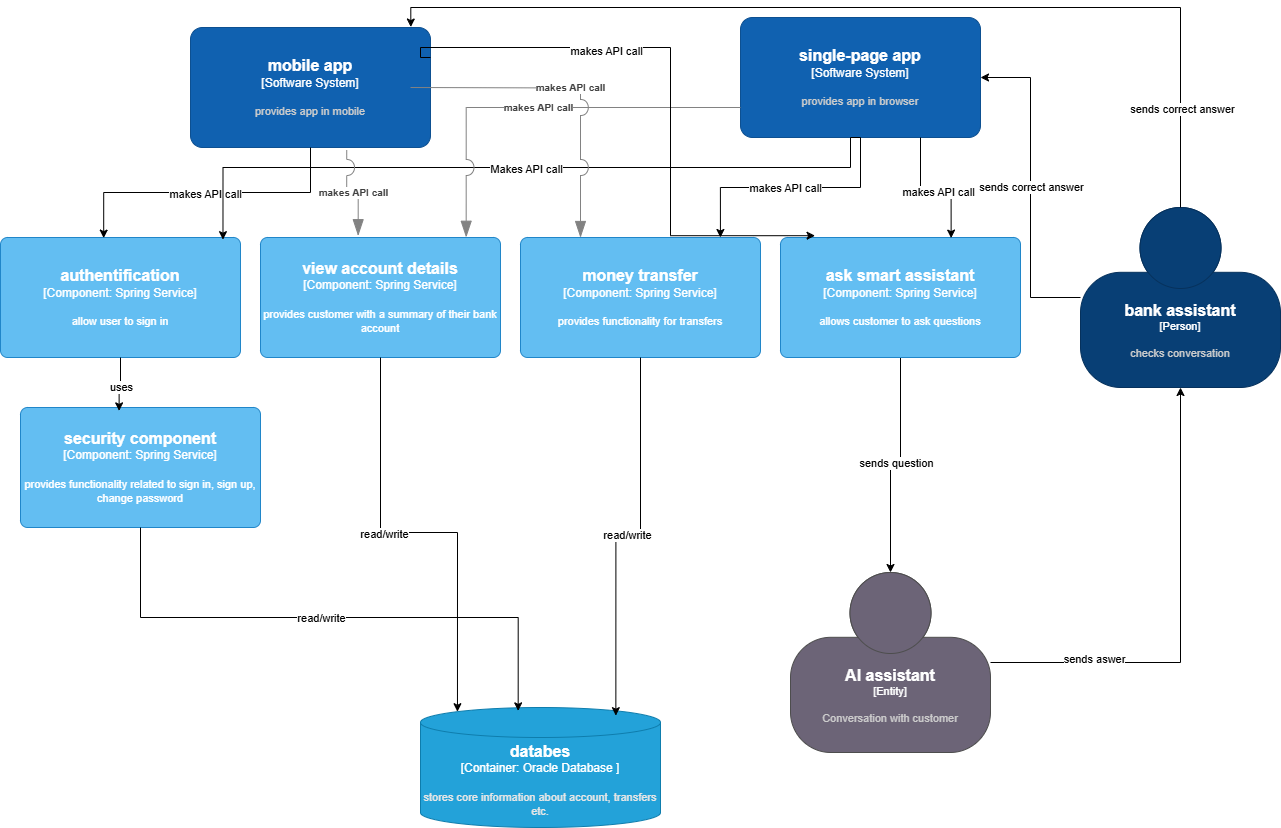 mobile app
[Software System]
provides app in mobile
single-page app
[Software System]
provides app in browser
makes API call
makes API call
makes API call
sends correct answer
Makes API call
makes API call
makes API call
makes API call
makes API call
sends correct answer
authentification
[Component: Spring Service]
allow user to sign in
view account details
[Component: Spring Service]
provides customer with a summary of their bank
account
money transfer
[Component: Spring Service]
provides functionality for transfers
ask smart assistant
[Component: Spring Service]
allows customer to ask questions
bank assistant
[Person]
checks conversation
uses
security component
[Component: Spring Service]
provides functionality related to sign in, sign up,
change password
sends question
read/write
read/write
read/write
AI assistant
[Entity]
Conversation with customer
sends aswer
databes
[Container: Oracle Database ]
stores core information about account, transfers
etc.